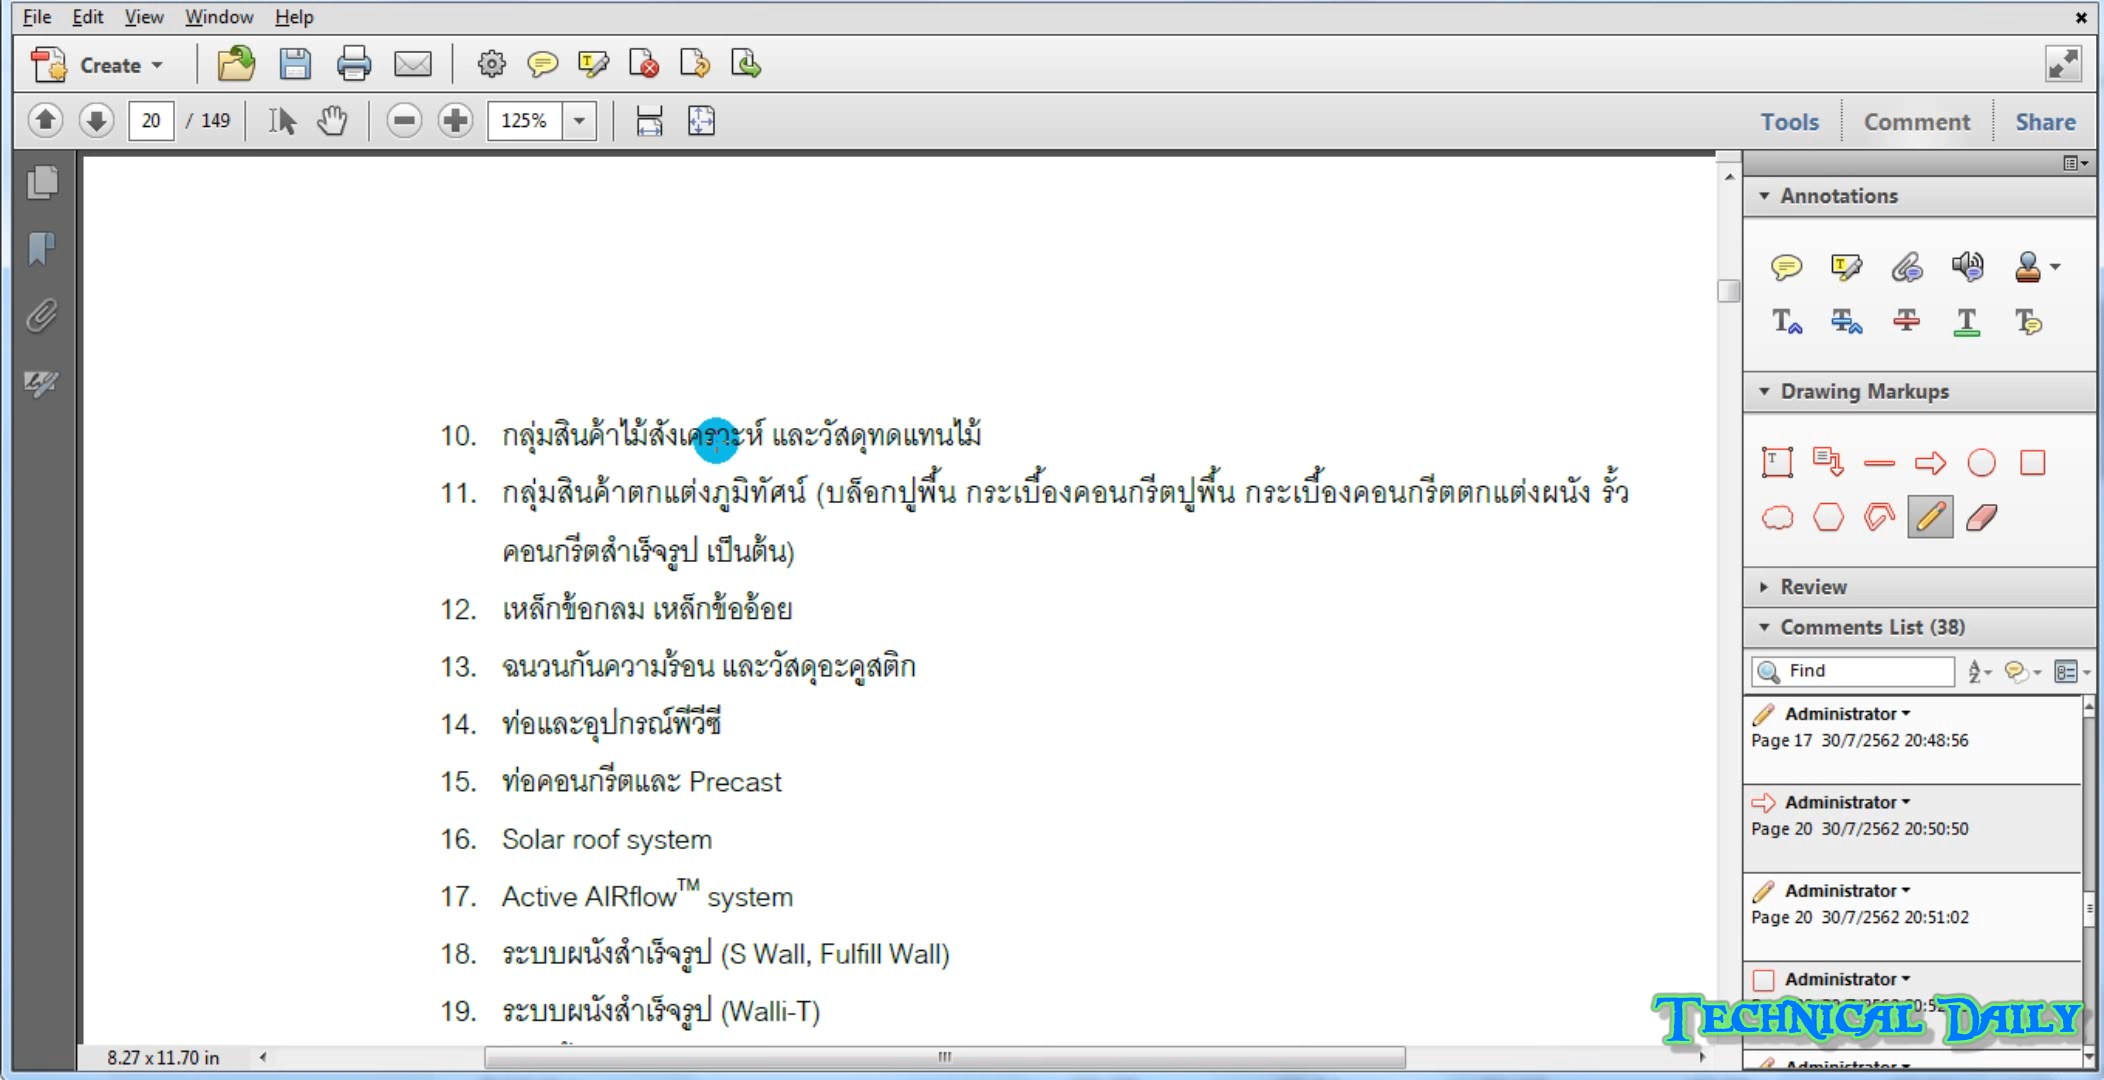 File Edit View Window Help
Create
20 / 149 125% Tools Comment Share
Annotations
Drawing Markups
Review
Comments List (38)
Find
Administrator
Page 17 30/7/2562 20:48:56
Administrator
Page 20 30/7/2562 20:50:50
Administrator
Page 20 30/7/2562 20:51:02
Administrator
10. กลุ่มสินค้าไม้สังเคราะห์ และวัสดุทดแทนไม้
11. กลุ่มสินค้าตกแต่งภูมิทัศน์ (บล็อกปูพื้น กระเบื้องคอนกรีตปูพื้น กระเบื้องคอนกรีตตกแต่งผนัง รั้ว
คอนกรีตสำเร็จรูป เป็นต้น)
12. เหล็กข้อกลม เหล็กข้ออ้อย
13. ฉนวนกันความร้อน และวัสดุอะคูสติก
14. ท่อและอุปกรณ์พีวีซี
15. ท่อคอนกรีตและ Precast
16. Solar roof system
17. Active AIRflow™ system
18. ระบบผนังสำเร็จรูป (S Wall, Fulfill Wall)
19. ระบบผนังสำเร็จรูป (Walli-T)
8.27 x 11.70 in
Technical Daily